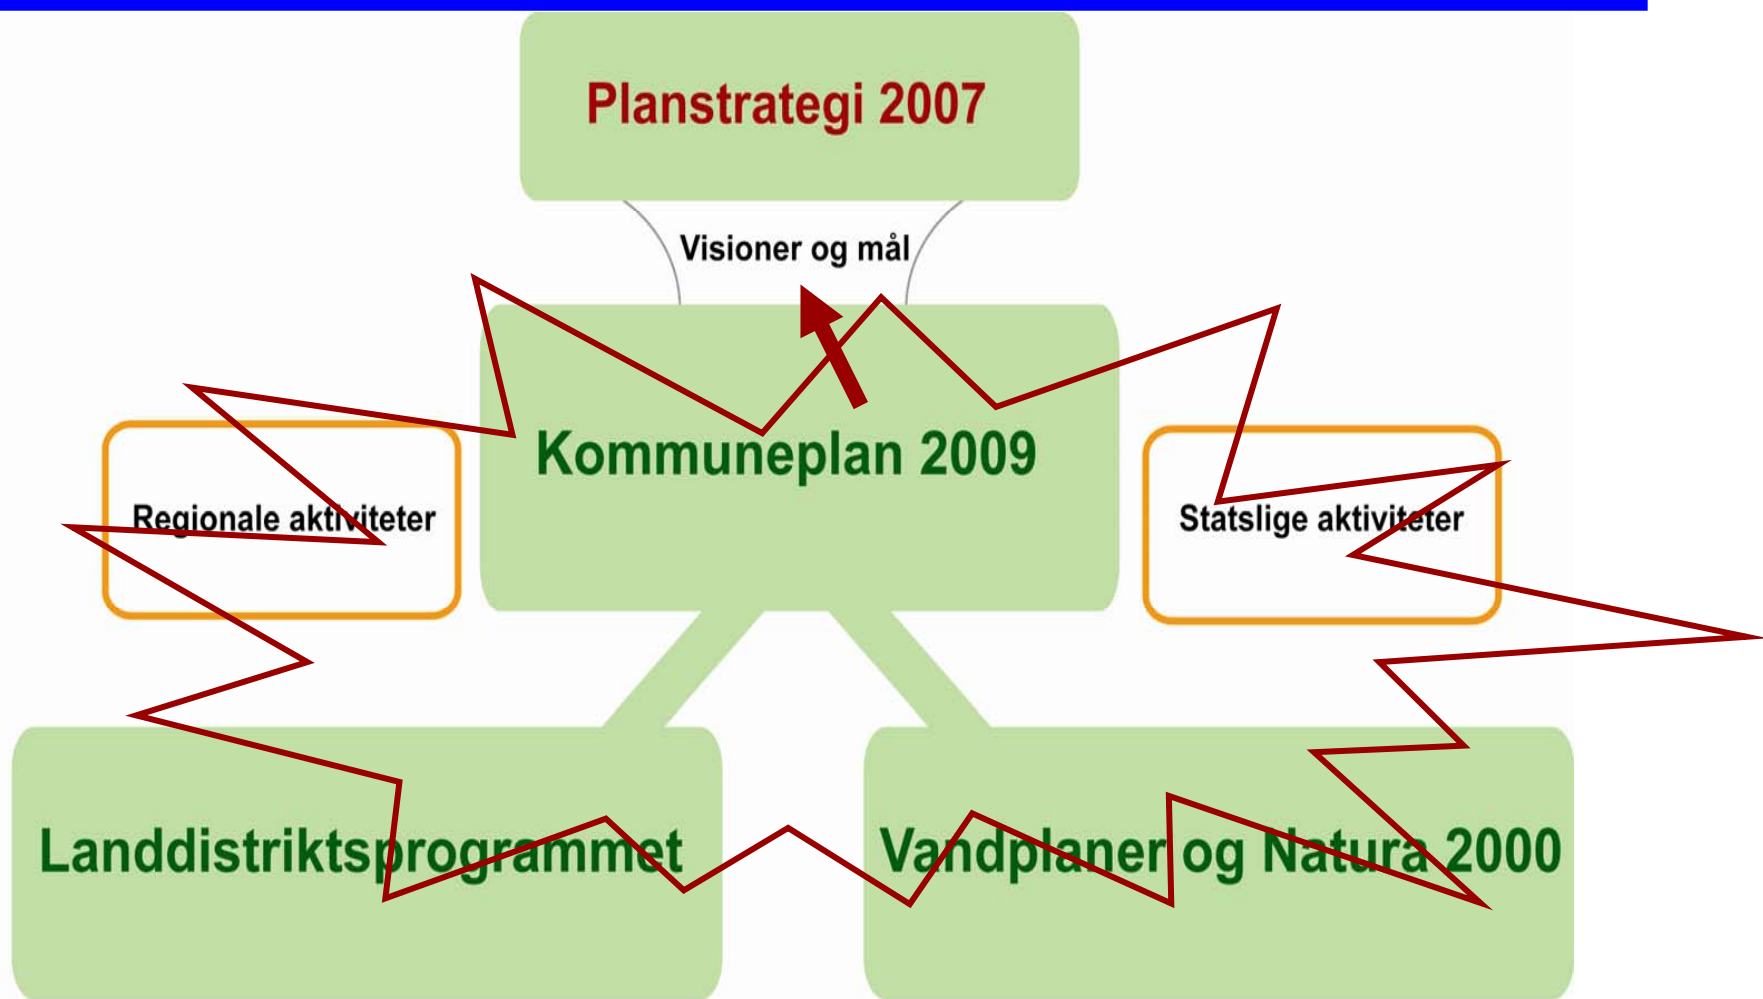 Planstrategi 2007
Visioner og mål
Kommuneplan 2009
Regionale aktiviteter
Statslige aktiviteter
Landdistriktsprogrammet
Vandplaner og Natura 2000